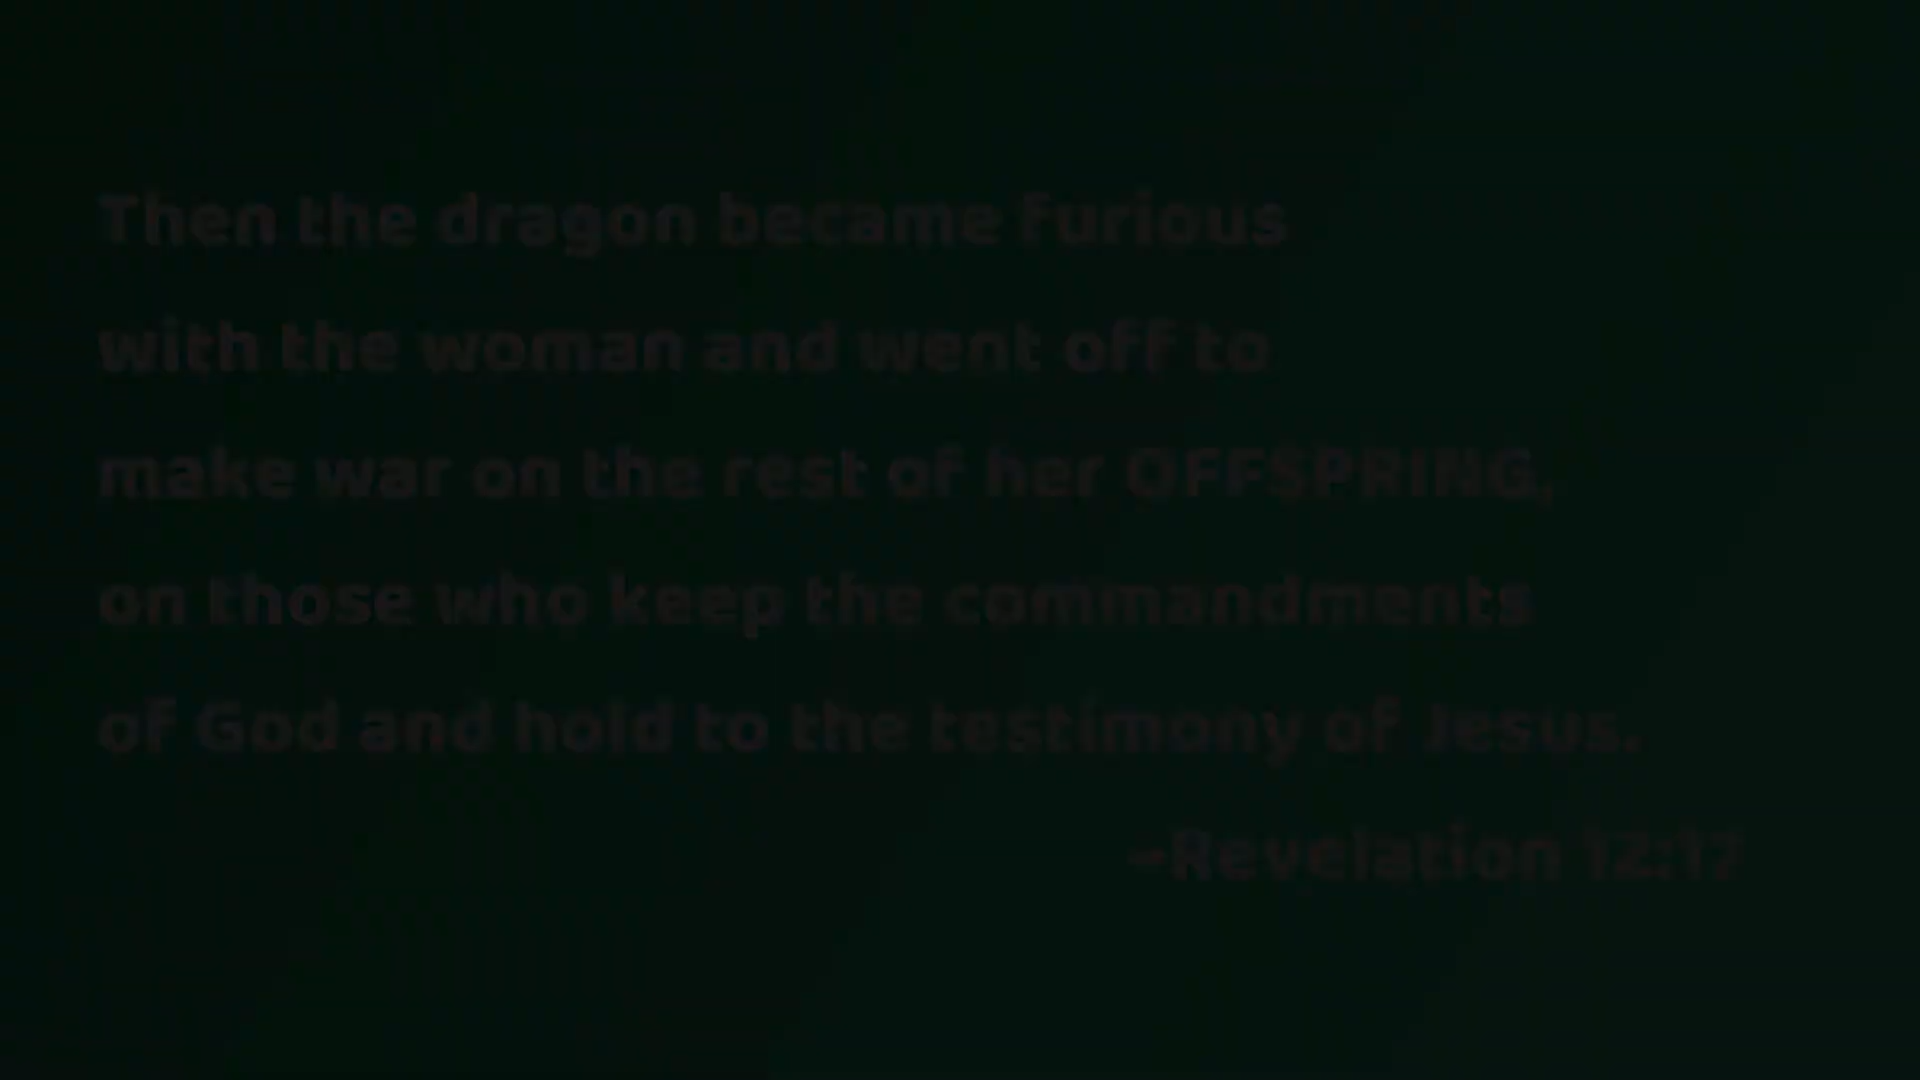 Then the dragon became furious
with the woman and went off to
make war on the rest of her OFFSPRING,
on those who keep the commandments
of God and hold to the testimony of Jesus.
-Revelation 12:17